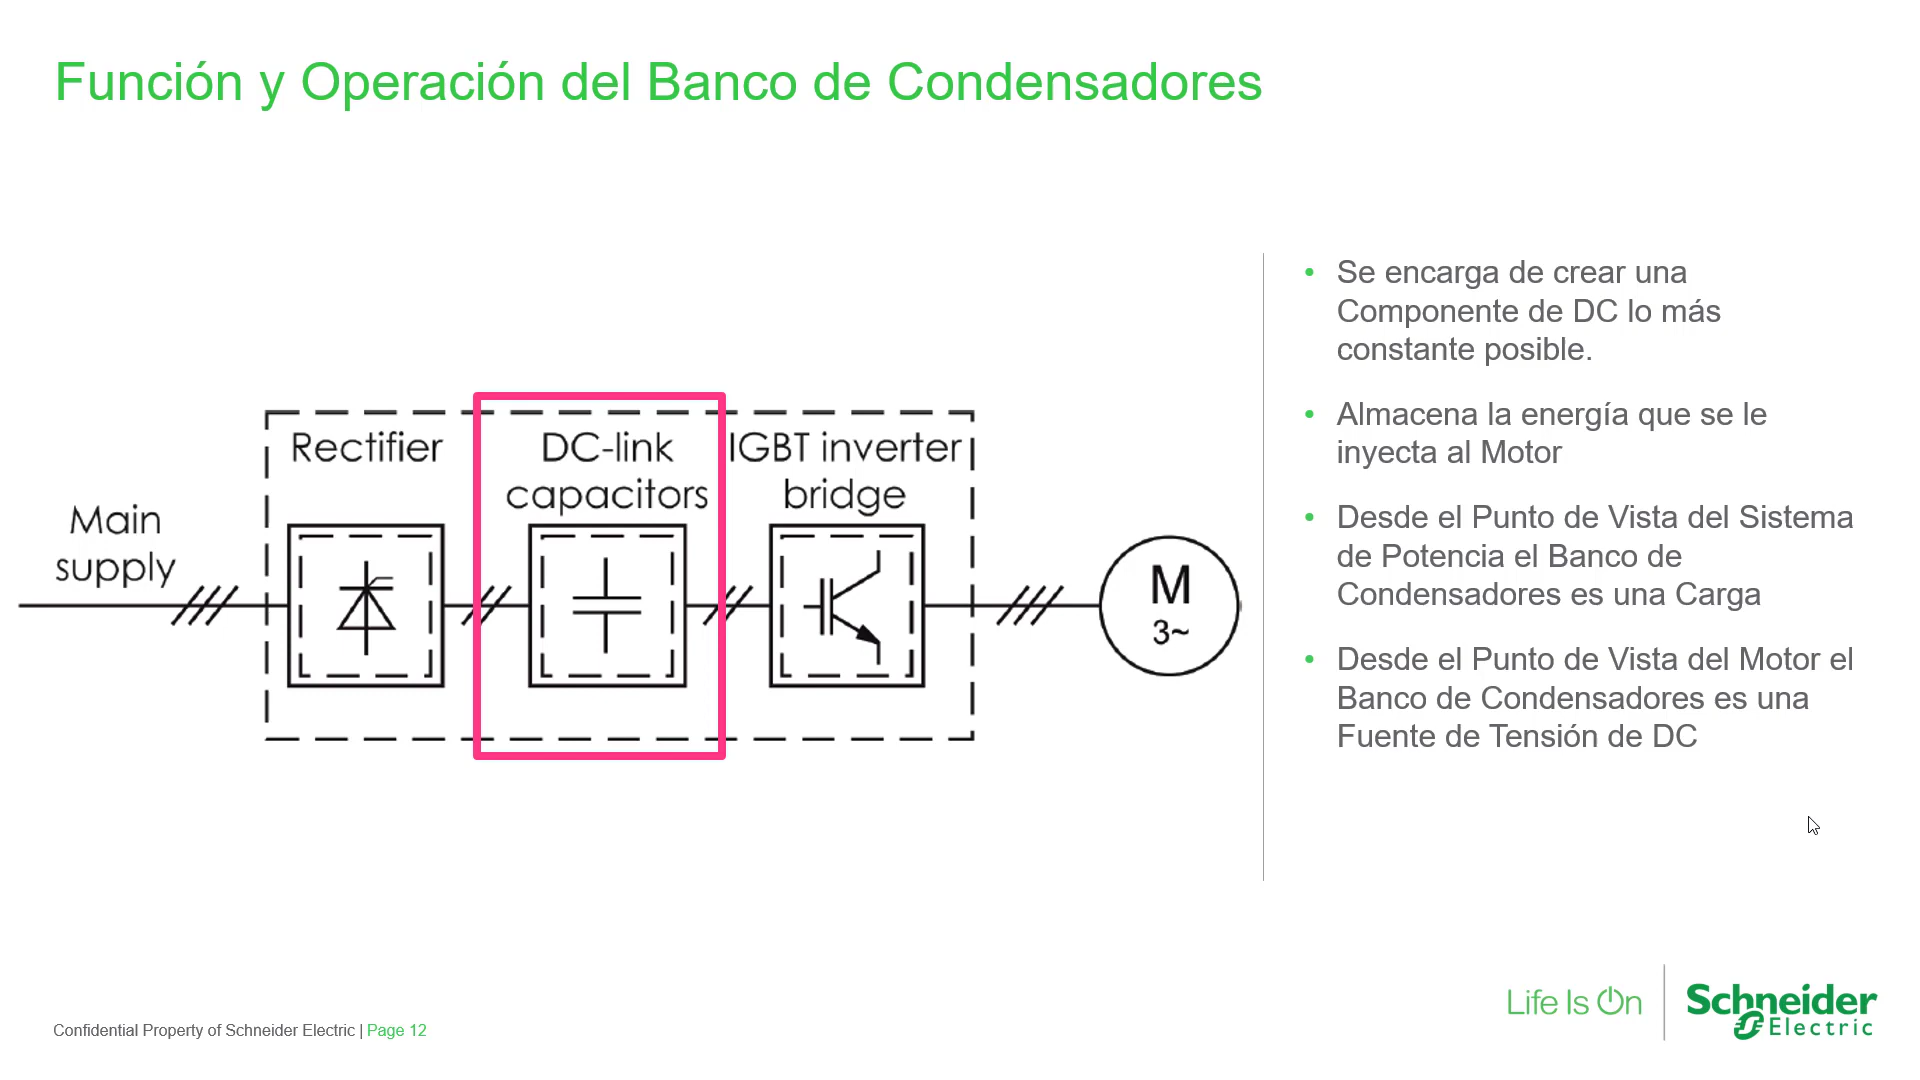 Función y Operación del Banco de Condensadores
Main
supply
Rectifier
DC-link
capacitors
IGBT inverter
bridge
M
3~
• Se encarga de crear una
Componente de DC lo más
constante posible.
• Almacena la energía que se le
inyecta al Motor
• Desde el Punto de Vista del Sistema
de Potencia el Banco de
Condensadores es una Carga
• Desde el Punto de Vista del Motor el
Banco de Condensadores es una
Fuente de Tensión de DC
Confidential Property of Schneider Electric | Page 12
Life Is On
Schneider
Electric